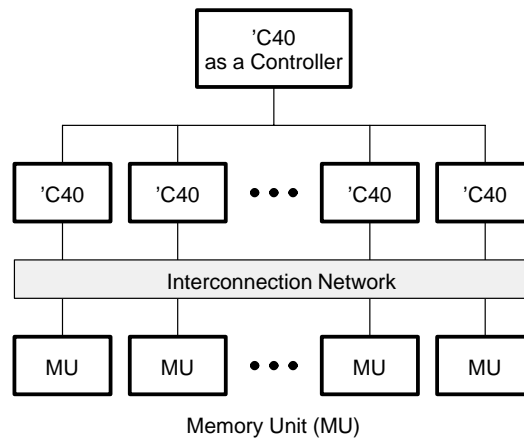 ’C40
as a Controller
’C40
’C40
’C40
’C40
Interconnection Network
MU
MU
MU
MU
Memory Unit (MU)